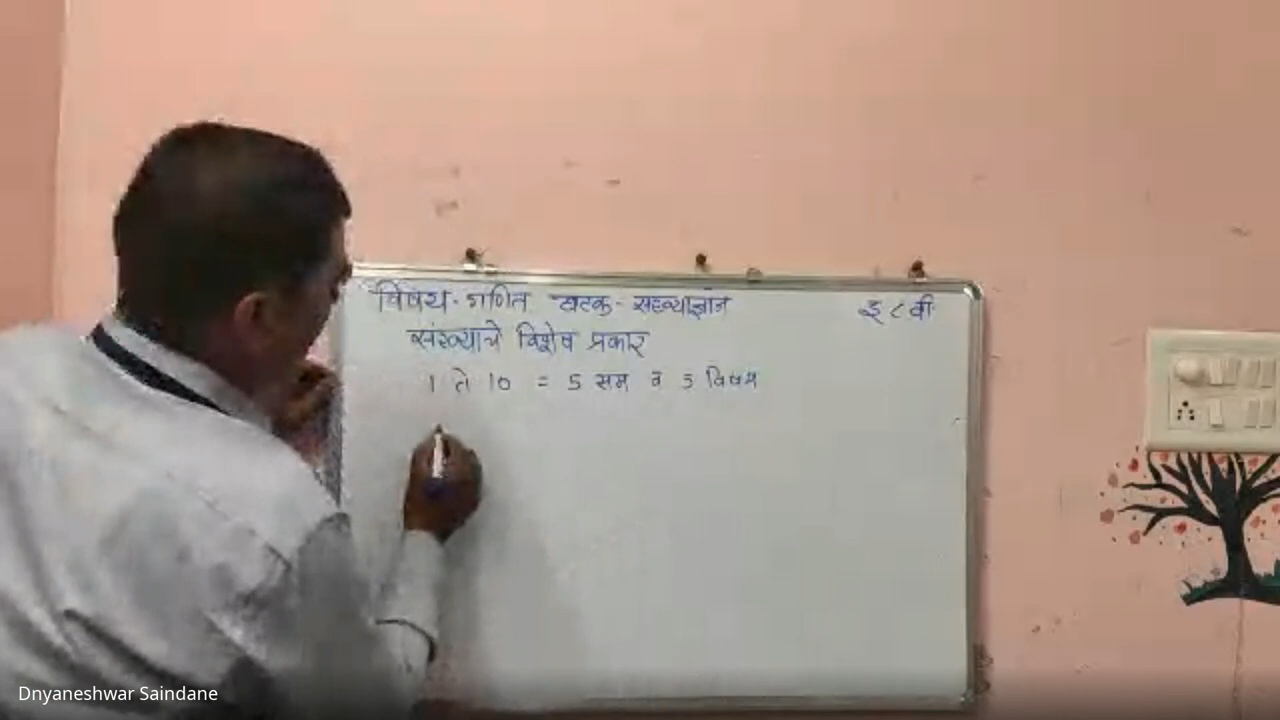 विषय - गणित घटक - संख्याज्ञान इ ८ वी
संख्याचे विशेष प्रकार
1 ते 10 = 5 सम व 5 विषम
Dnyaneshwar Saindane